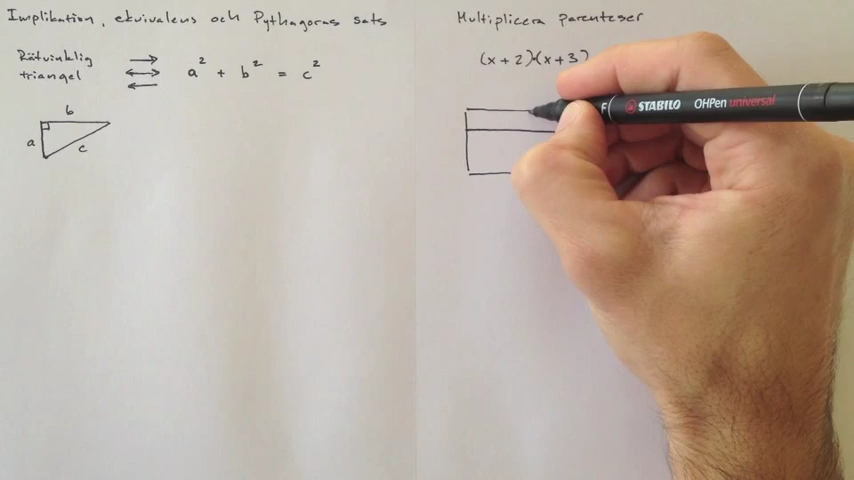 Implikation, ekvivalens och Pythagoras sats
Rätvinklig
triangel
→
↔
←
a² + b² = c²
b
a
c
Multiplicera parenteser
(x + 2)·(x + 3)
F STABILO OHPen universal